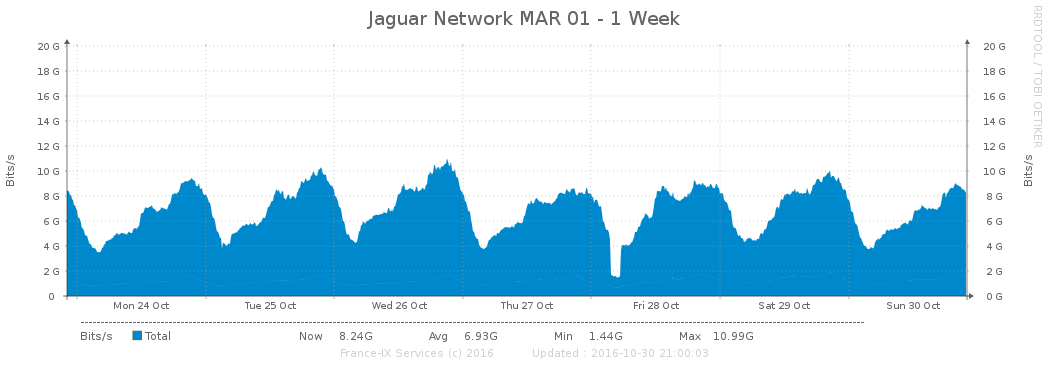 Jaguar Network MAR 01 - 1 Week
RRDTOOL / TOBI OETIKER
Bits/s
Bits/s
20 G 20 G
18 G 18 G
16 G 16 G
14 G 14 G
12 G 12 G
10 G 10 G
8 G 8 G
6 G 6 G
4 G 4 G
2 G 2 G
0 0 G
Mon 24 Oct Tue 25 Oct Wed 26 Oct Thu 27 Oct Fri 28 Oct Sat 29 Oct Sun 30 Oct
Bits/s Total Now 8.24G Avg 6.93G Min 1.44G Max 10.99G
France-IX Services (c) 2016 Updated : 2016-10-30 21:00:03